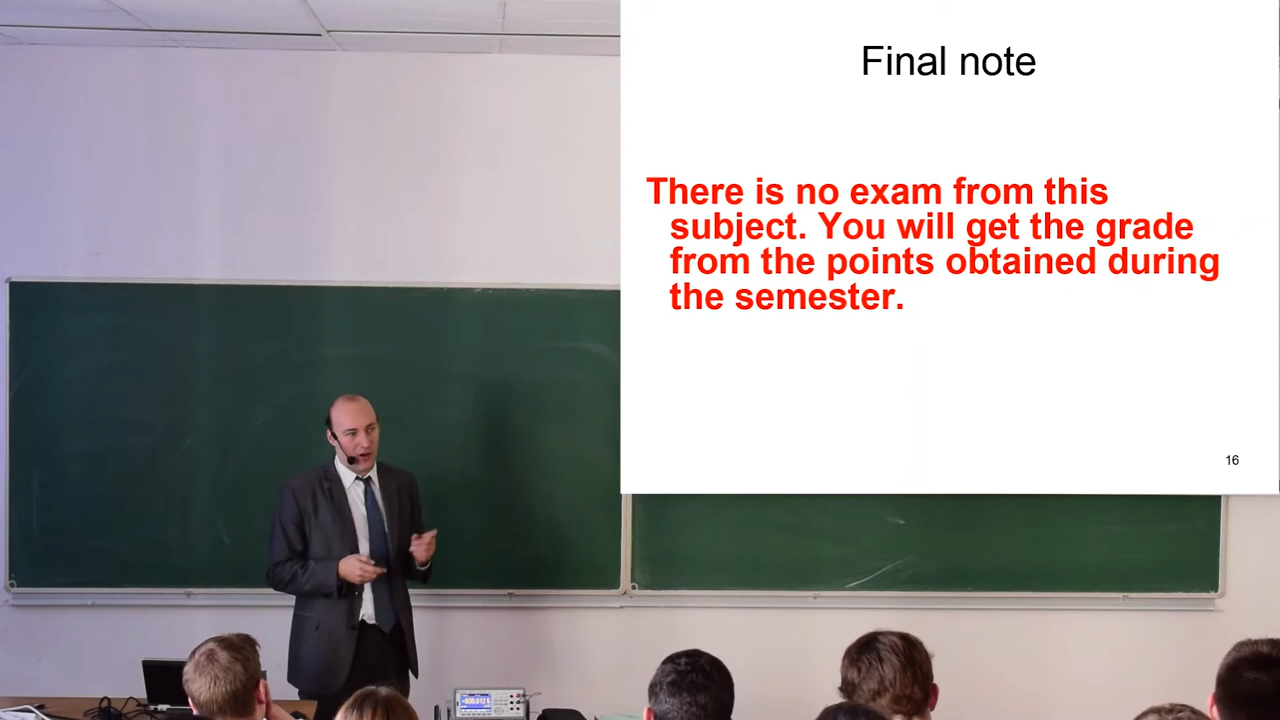 Final note
There is no exam from this
subject. You will get the grade
from the points obtained during
the semester.
16